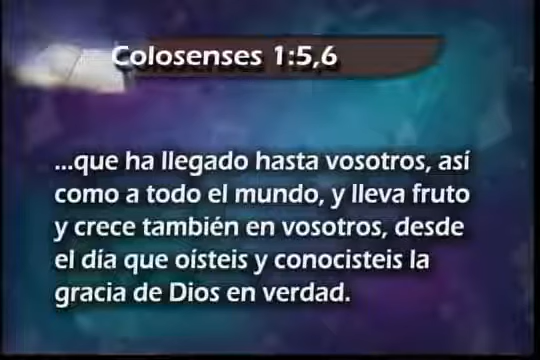 Colosenses 1:5,6
...que ha llegado hasta vosotros, así
como a todo el mundo, y lleva fruto
y crece también en vosotros, desde
el día que oísteis y conocisteis la
gracia de Dios en verdad.